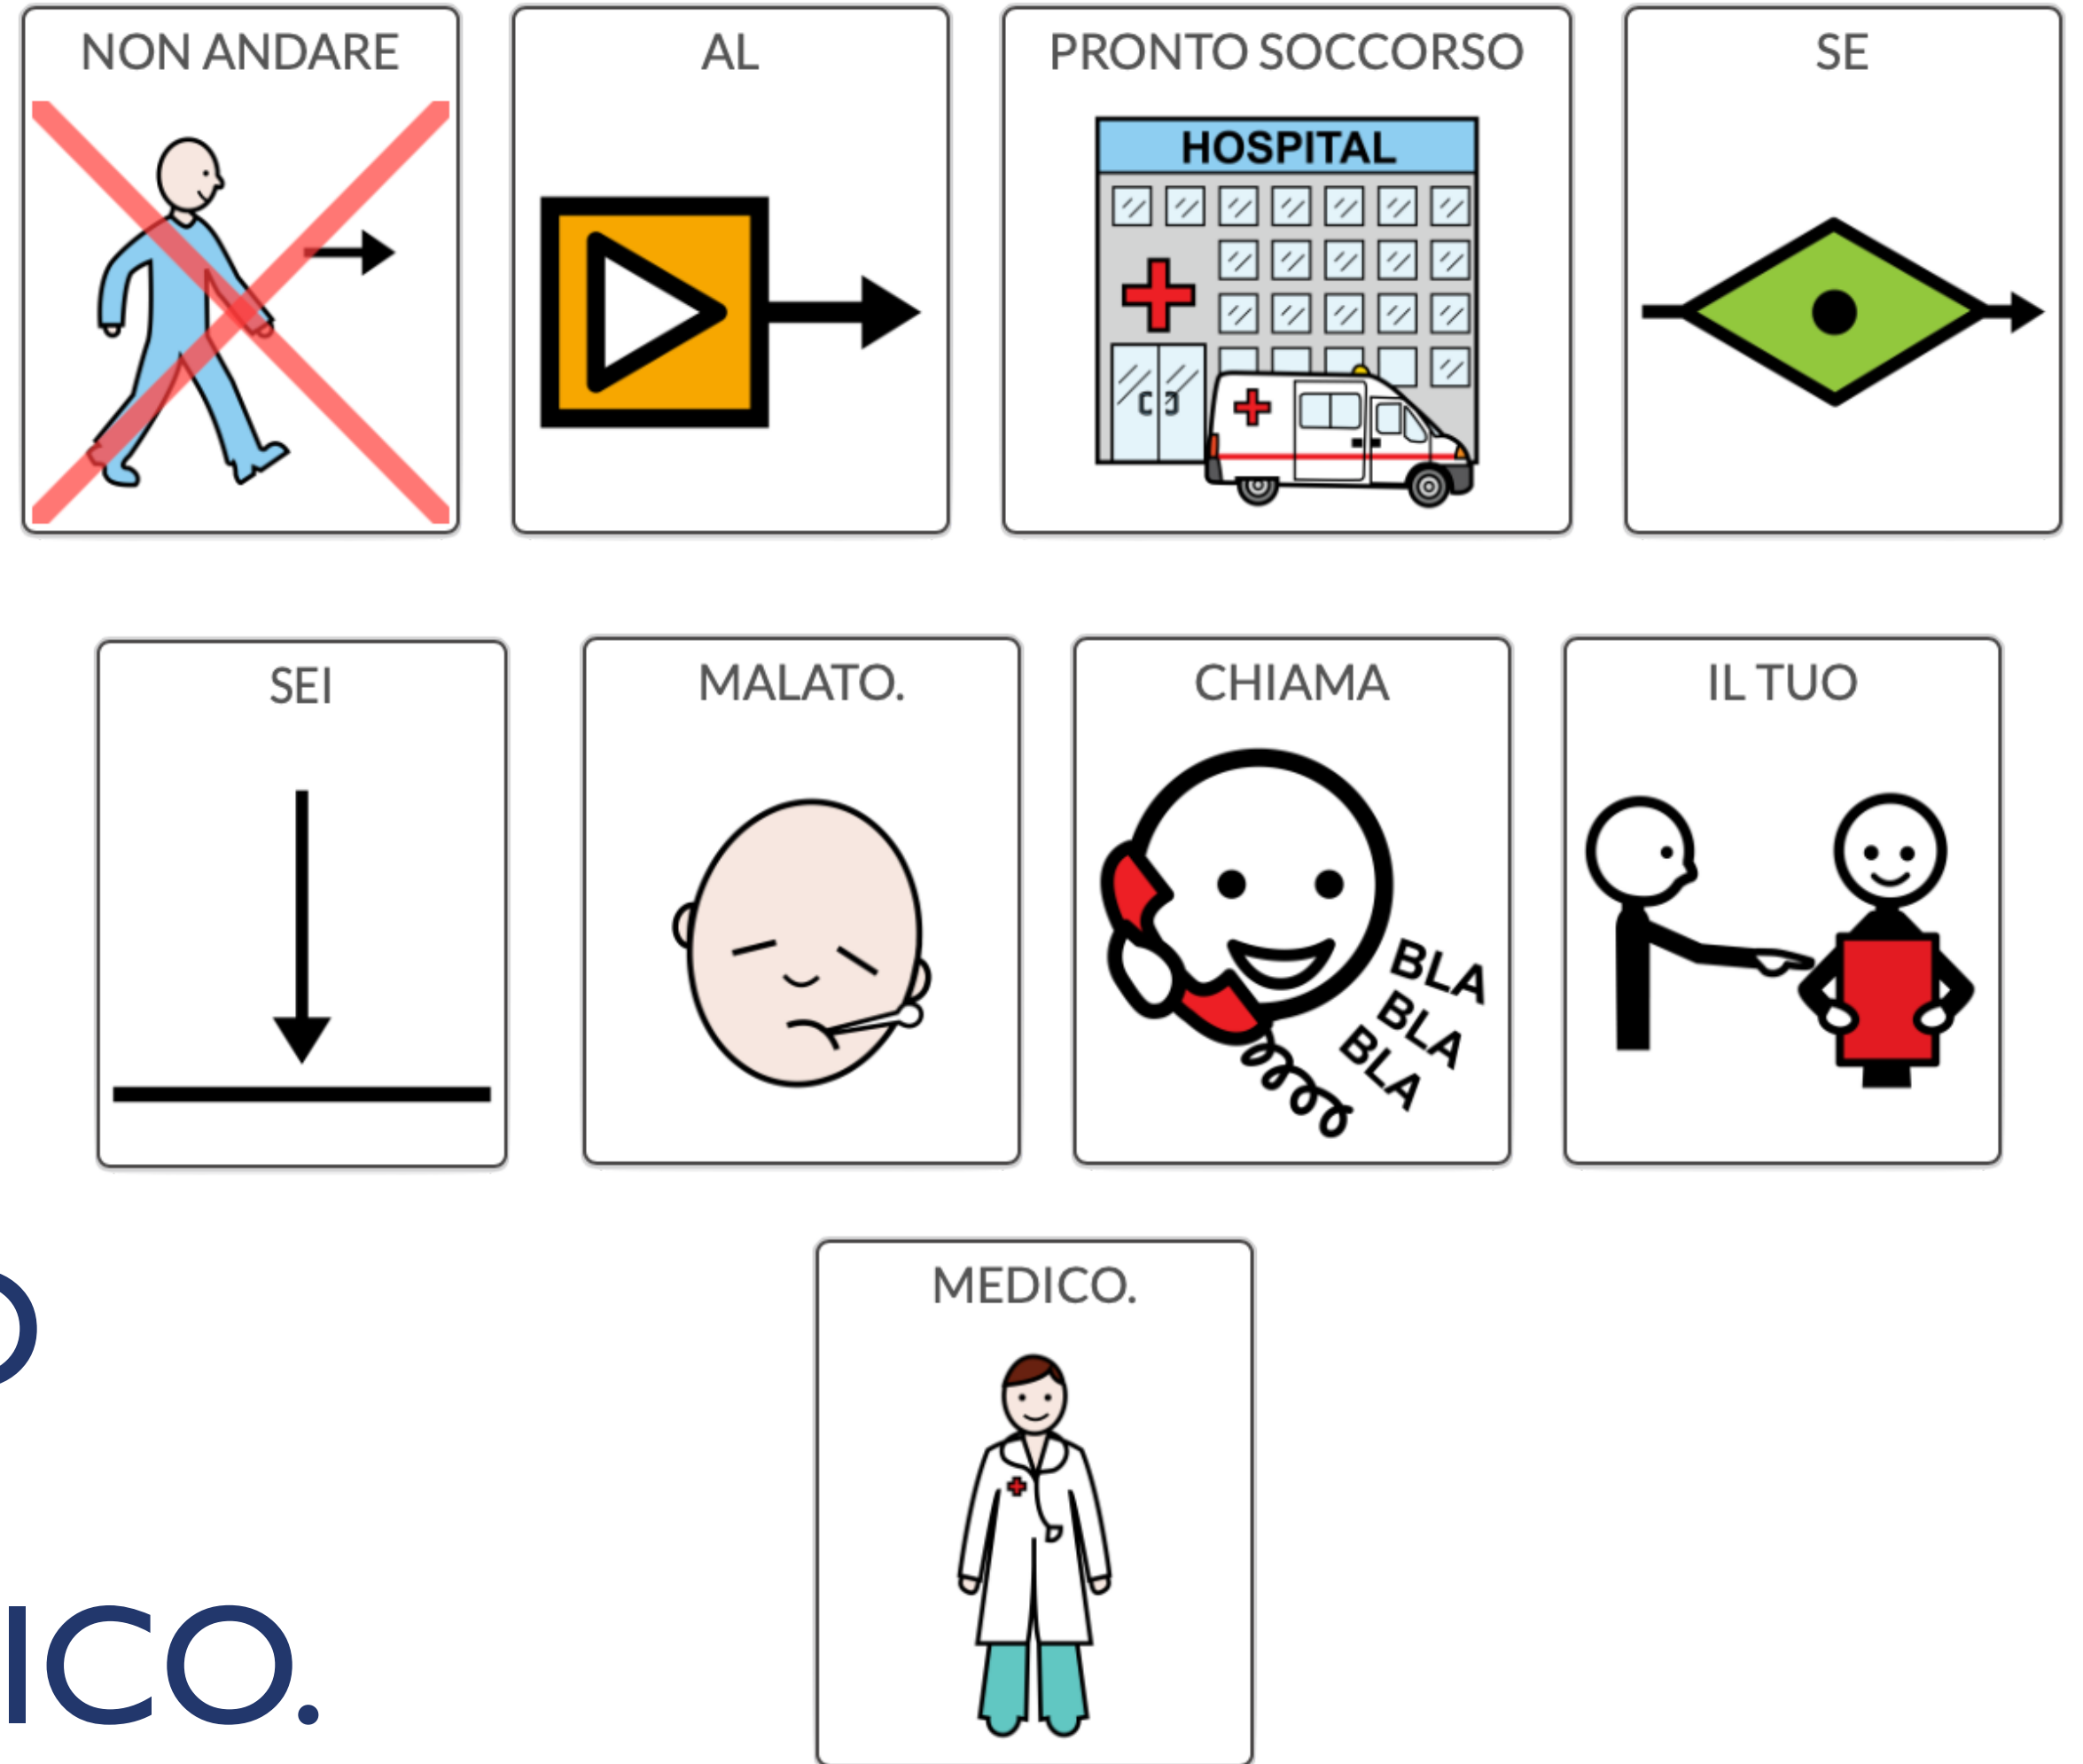 NON ANDARE
AL
PRONTO SOCCORSO
SE
HOSPITAL
SEI
MALATO.
CHIAMA
IL TUO
BLA
BLA
BLA
MEDICO.
O
ICO.